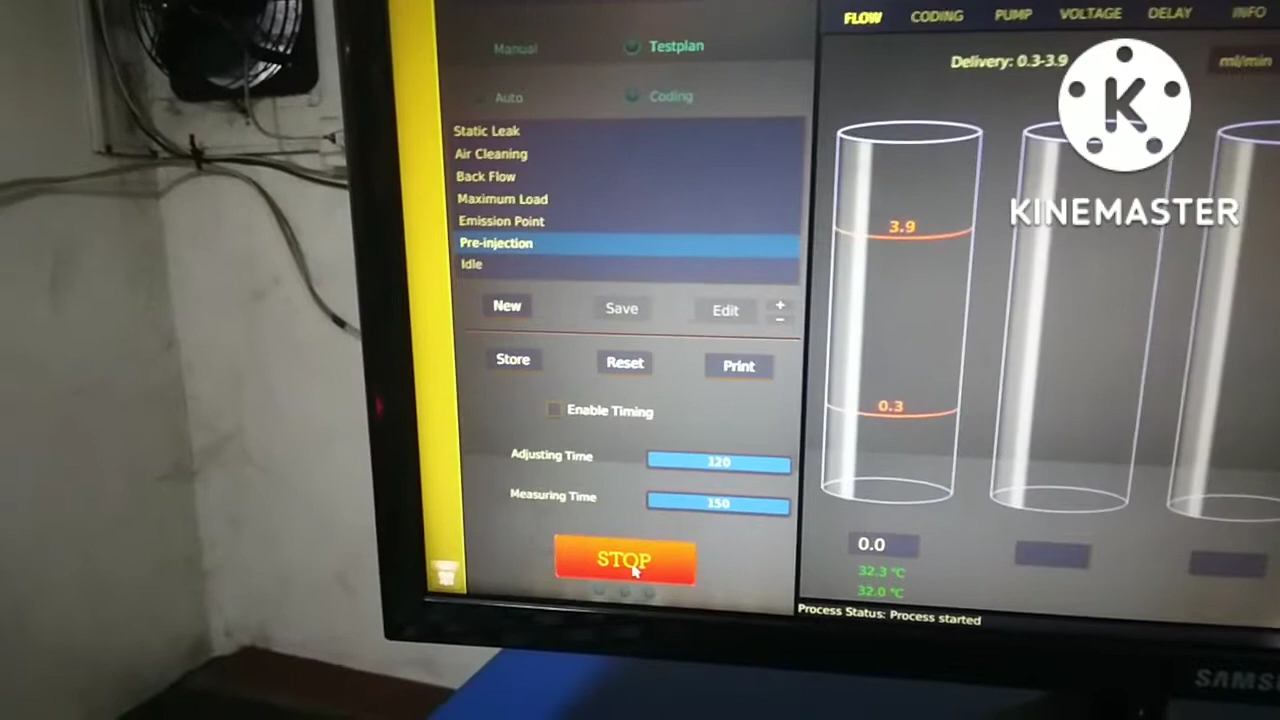 Manual
Testplan
Auto
Coding
Static Leak
Air Cleaning
Back Flow
Maximum Load
Emission Point
Pre-injection
Idle
New
Save
Edit
+
-
Store
Reset
Print
Enable Timing
Adjusting Time
120
Measuring Time
150
STOP
FLOW CODING PUMP VOLTAGE DELAY INFO
Delivery: 0.3-3.9
ml/min
K
KINEMASTER
3.9
0.3
0.0
32.3 °C
32.0 °C
Process Status: Process started
SAMS